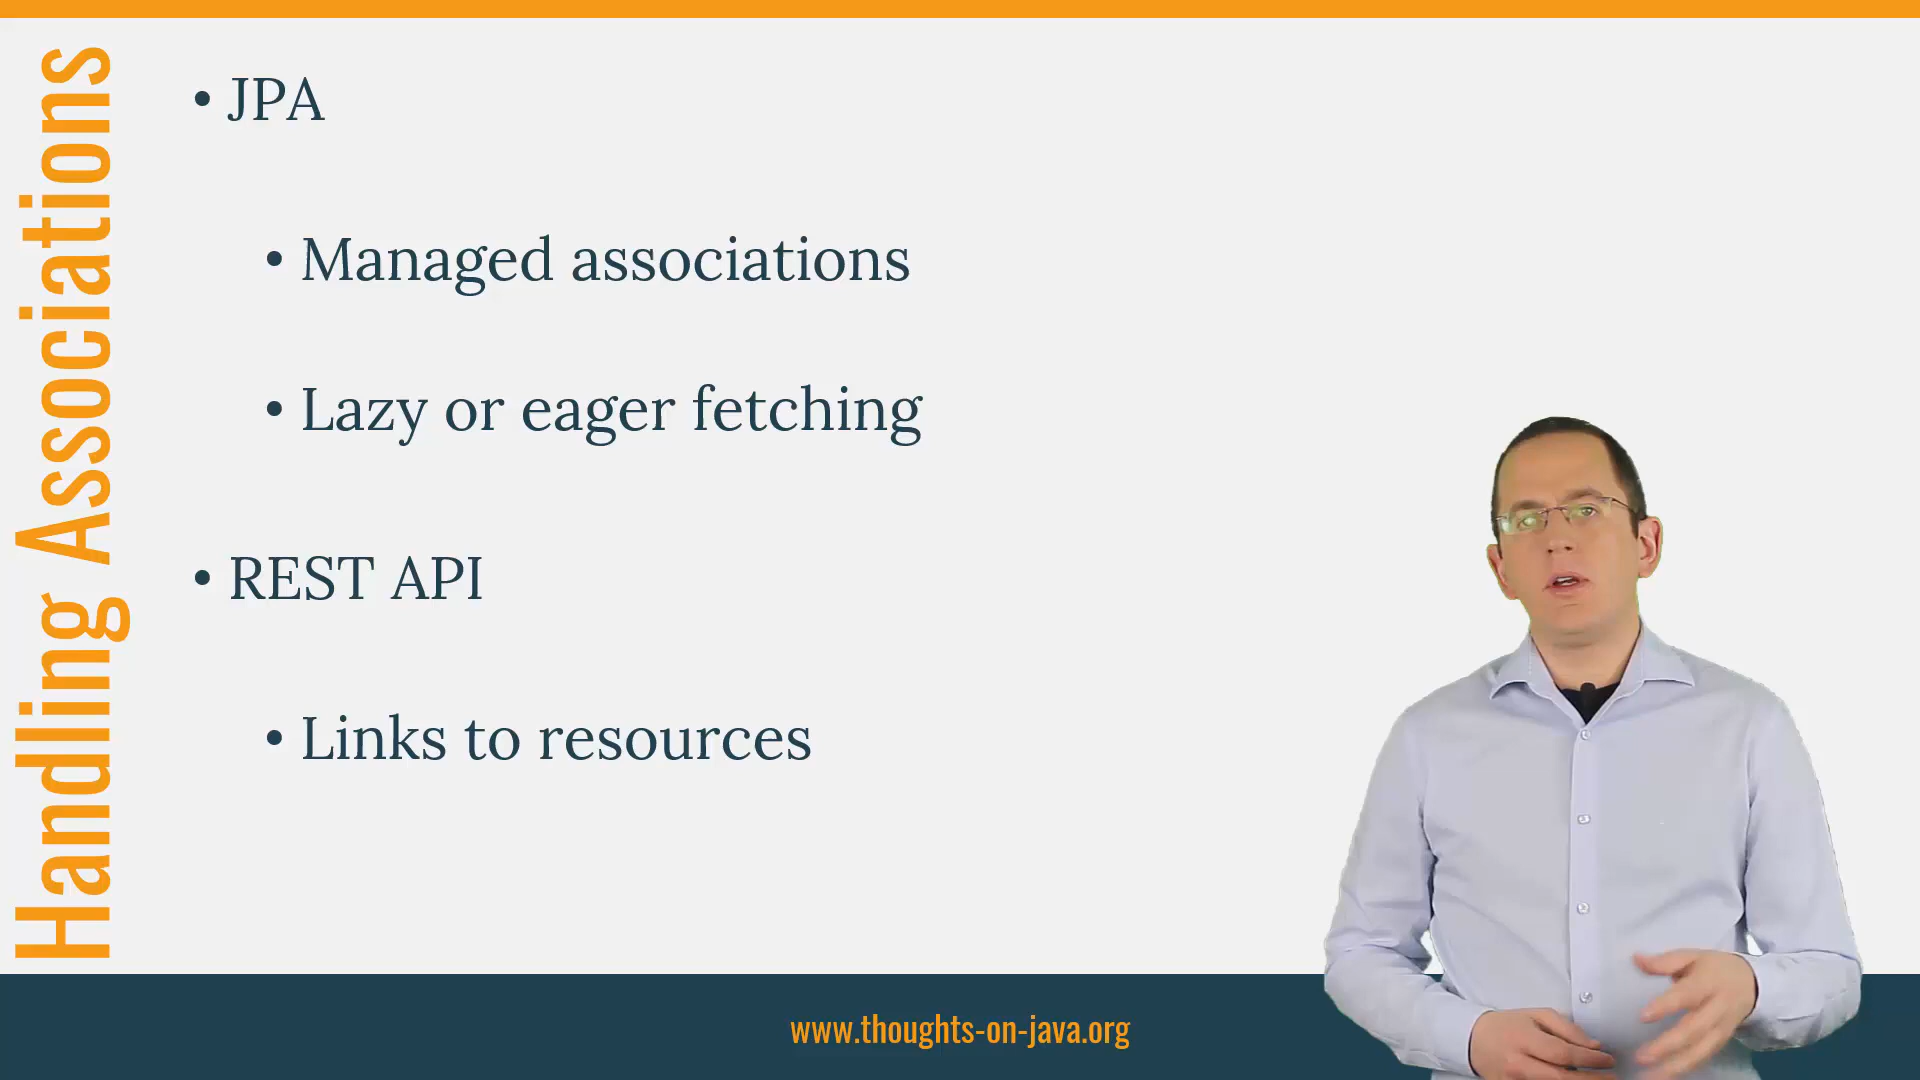 Handling Associations
• JPA
• Managed associations
• Lazy or eager fetching
• REST API
• Links to resources
www.thoughts-on-java.org